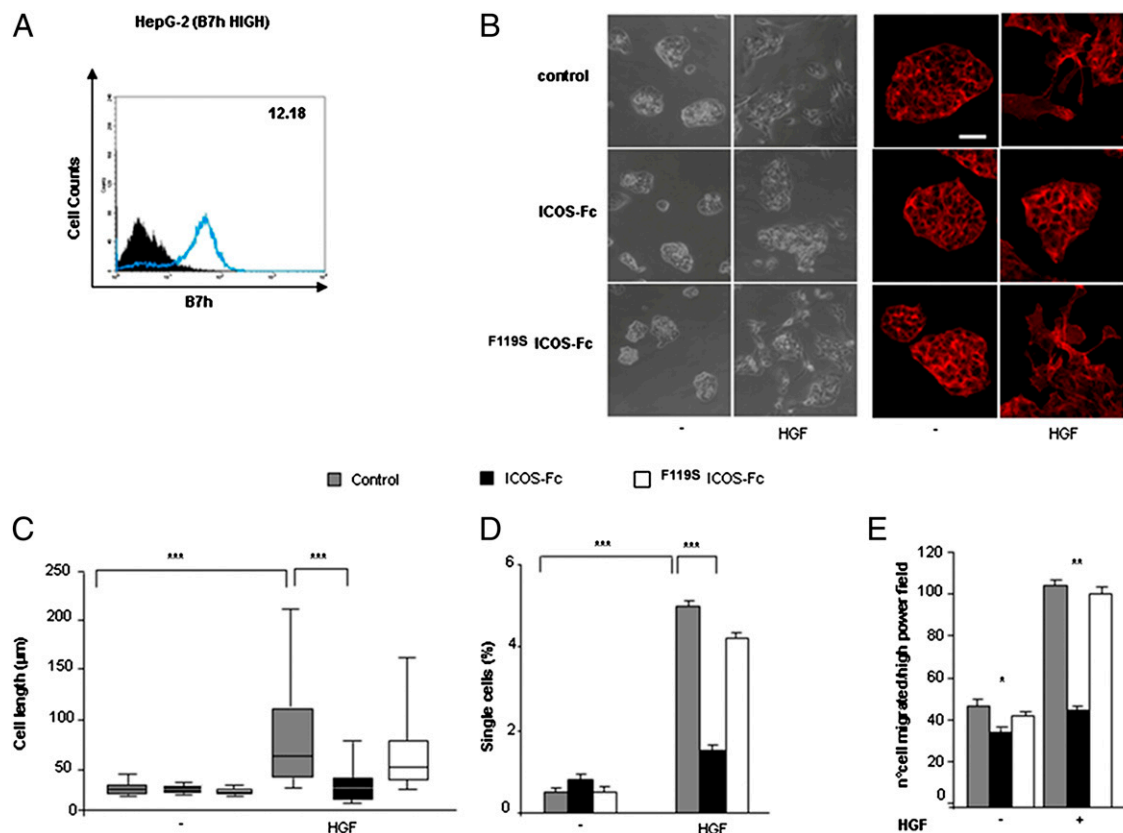 A
HepG-2 (B7h HIGH)
12.18
Cell Counts
Counts
B7h
B
control
ICOS-Fc
F119S ICOS-Fc
- HGF - HGF
Control ICOS-Fc F119S ICOS-Fc
C
***
***
Cell length (µm)
250
200
150
100
50
0
- HGF
D
***
***
Single cells (%)
6
4
2
0
- HGF
E
**
*
n°cell migrated/high power field
120
100
80
60
40
20
0
HGF - +